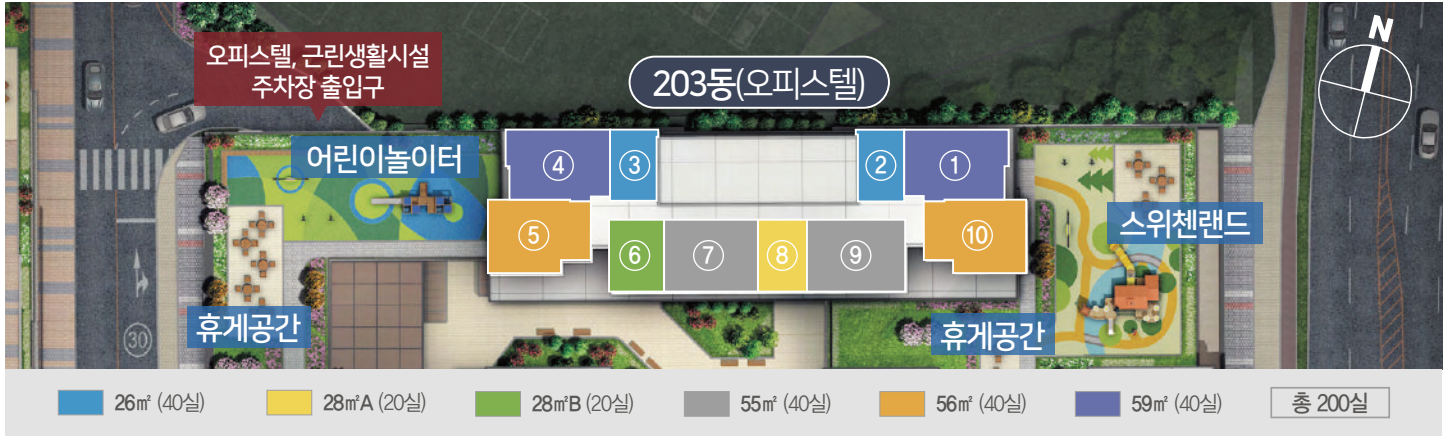 오피스텔, 근린생활시설
주차장 출입구
203동(오피스텔)
N
어린이놀이터
④
③
②
①
스위첸랜드
⑤
⑥
⑦
⑧
⑨
⑩
휴게공간
30
휴게공간
26㎡ (40실)
28㎡A (20실)
28㎡B (20실)
55㎡ (40실)
56㎡ (40실)
59㎡ (40실)
총 200실